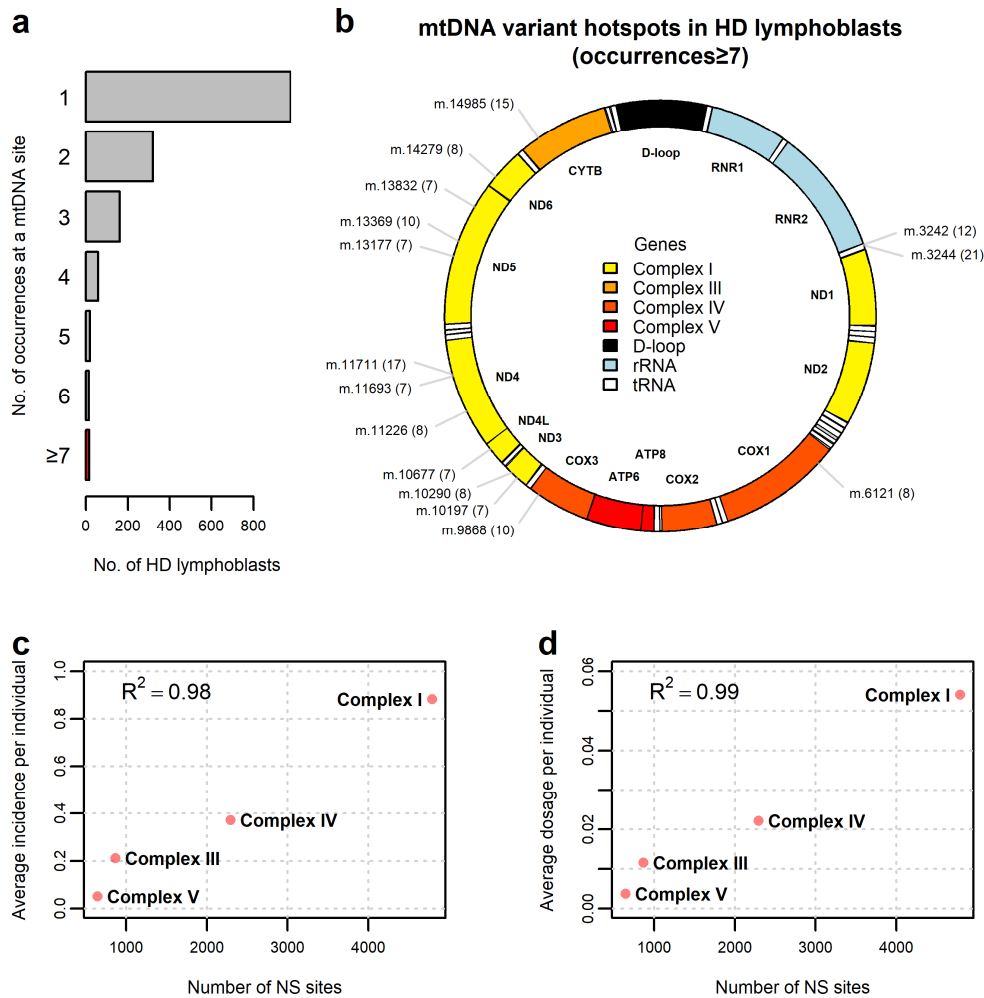 a
No. of occurrences at a mtDNA site
1
2
3
4
5
6
≥7
0 200 400 600 800
No. of HD lymphoblasts
b
mtDNA variant hotspots in HD lymphoblasts
(occurrences≥7)
m.14985 (15)
m.14279 (8)
m.13832 (7)
m.13369 (10)
m.13177 (7)
m.11711 (17)
m.11693 (7)
m.11226 (8)
m.10677 (7)
m.10290 (8)
m.10197 (7)
m.9868 (10)
m.3242 (12)
m.3244 (21)
m.6121 (8)
D-loop
RNR1
RNR2
ND1
ND2
COX1
COX2
ATP8
ATP6
COX3
ND3
ND4L
ND4
ND5
ND6
CYTB
Genes
Complex I
Complex III
Complex IV
Complex V
D-loop
rRNA
tRNA
c
Average incidence per individual
1.0
0.8
0.6
0.4
0.2
0.0
R² = 0.98
Complex I
Complex IV
Complex III
Complex V
1000 2000 3000 4000
Number of NS sites
d
Average dosage per individual
0.06
0.04
0.02
0.00
R² = 0.99
Complex I
Complex IV
Complex III
Complex V
1000 2000 3000 4000
Number of NS sites